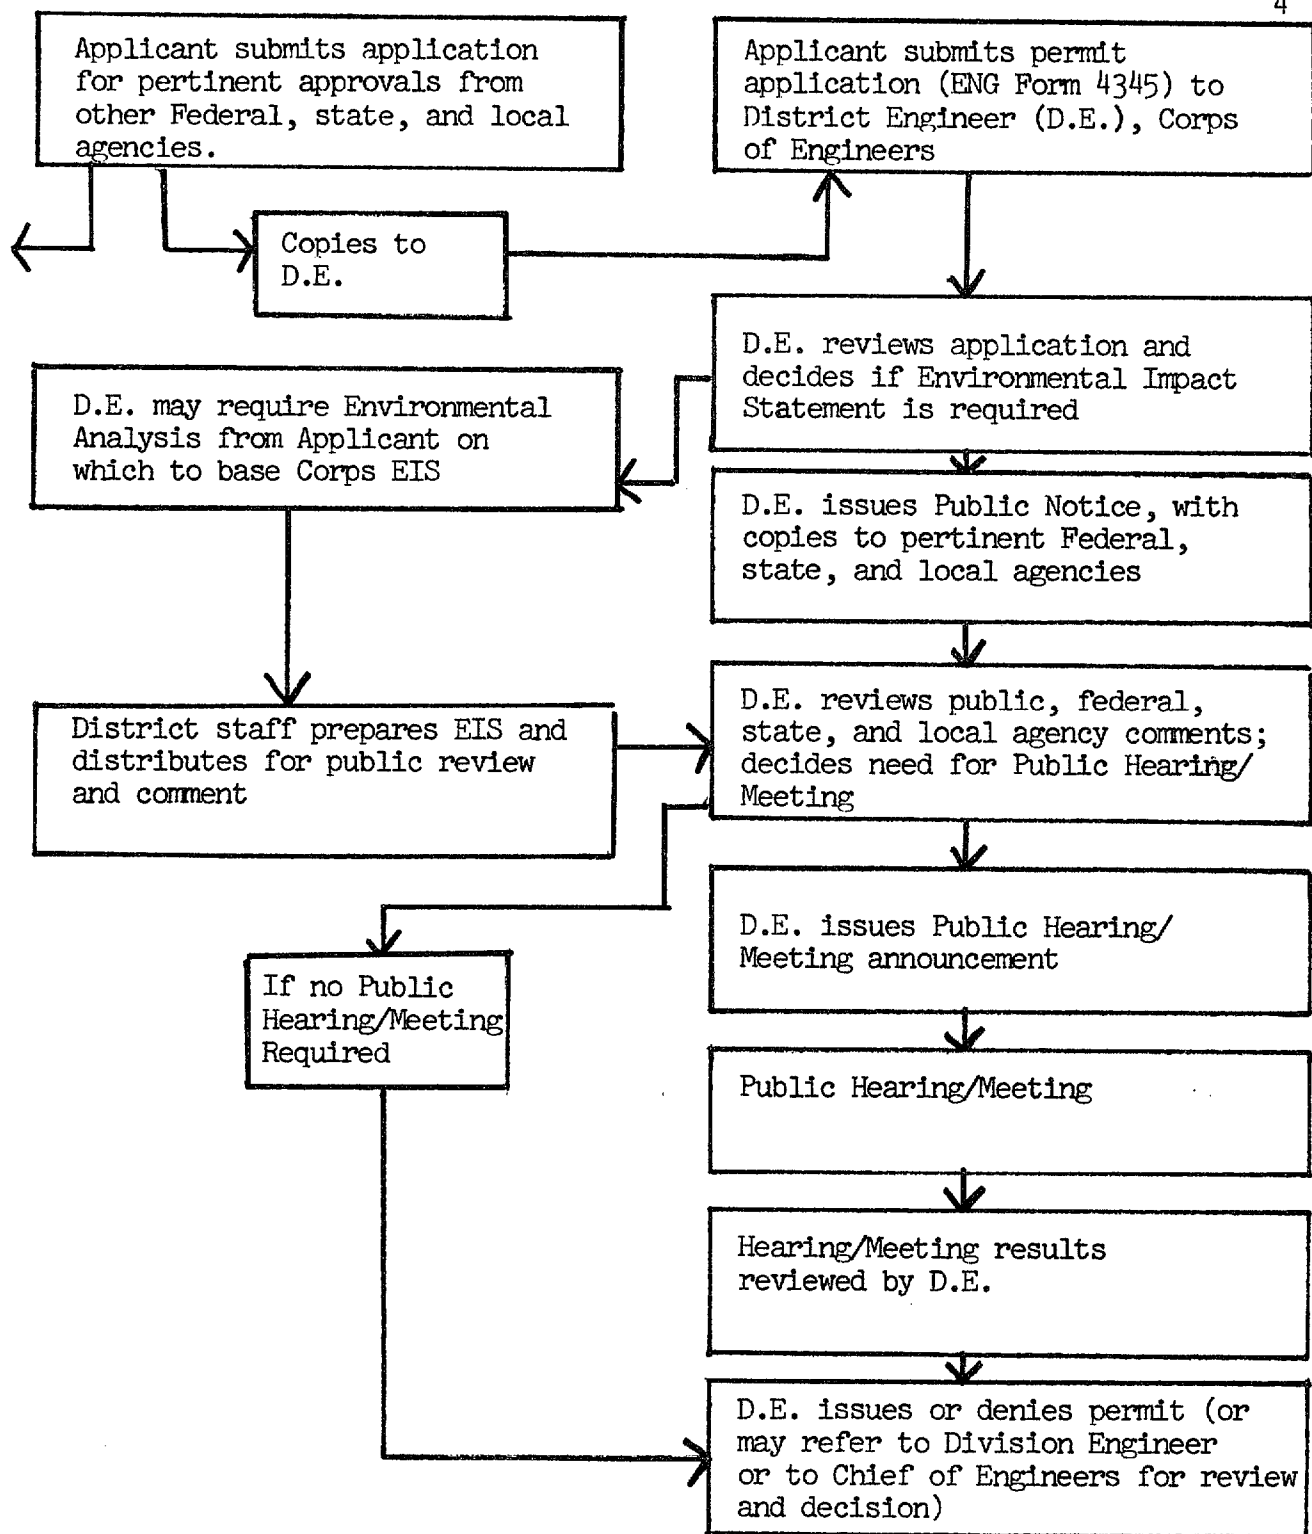 4
Applicant submits application
for pertinent approvals from
other Federal, state, and local
agencies.
Applicant submits permit
application (ENG Form 4345) to
District Engineer (D.E.), Corps
of Engineers
Copies to
D.E.
D.E. reviews application and
decides if Environmental Impact
Statement is required
D.E. may require Environmental
Analysis from Applicant on
which to base Corps EIS
D.E. issues Public Notice, with
copies to pertinent Federal,
state, and local agencies
District staff prepares EIS and
distributes for public review
and comment
D.E. reviews public, federal,
state, and local agency comments;
decides need for Public Hearing/
Meeting
D.E. issues Public Hearing/
Meeting announcement
If no Public
Hearing/Meeting
Required
Public Hearing/Meeting
Hearing/Meeting results
reviewed by D.E.
D.E. issues or denies permit (or
may refer to Division Engineer
or to Chief of Engineers for review
and decision)